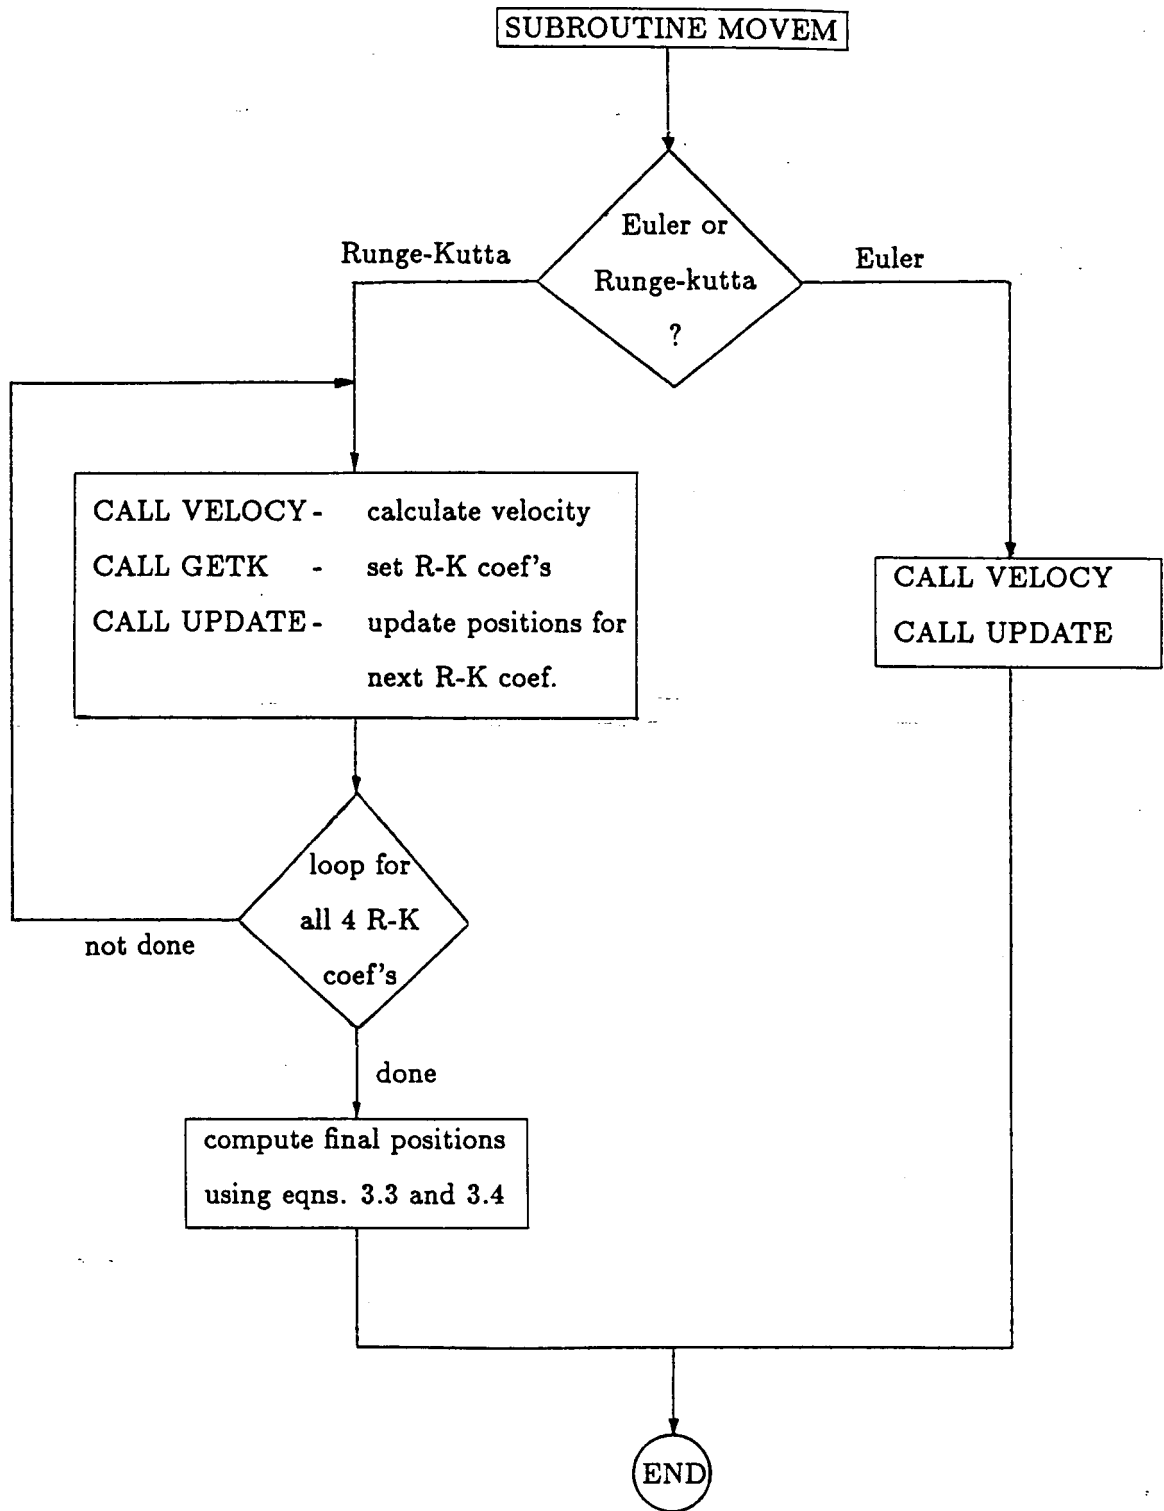 SUBROUTINE MOVEM
Euler or
Runge-kutta
?
Runge-Kutta
Euler
CALL VELOCY - calculate velocity
CALL GETK - set R-K coef's
CALL UPDATE - update positions for
next R-K coef.
CALL VELOCY
CALL UPDATE
loop for
all 4 R-K
coef's
not done
done
compute final positions
using eqns. 3.3 and 3.4
END